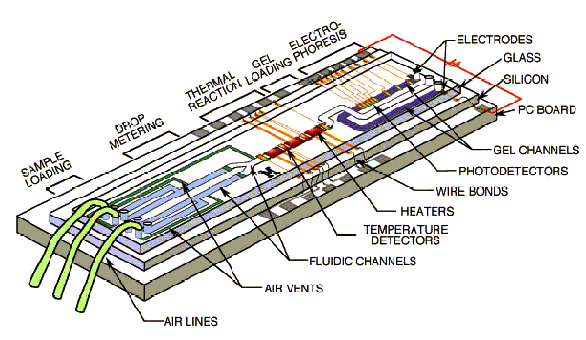 ELECTRO-
PHORESIS
GEL
LOADING
THERMAL
REACTION
DROP
METERING
SAMPLE
LOADING
ELECTRODES
GLASS
SILICON
PC BOARD
GEL CHANNELS
PHOTODETECTORS
WIRE BONDS
HEATERS
TEMPERATURE
DETECTORS
FLUIDIC CHANNELS
AIR VENTS
AIR LINES